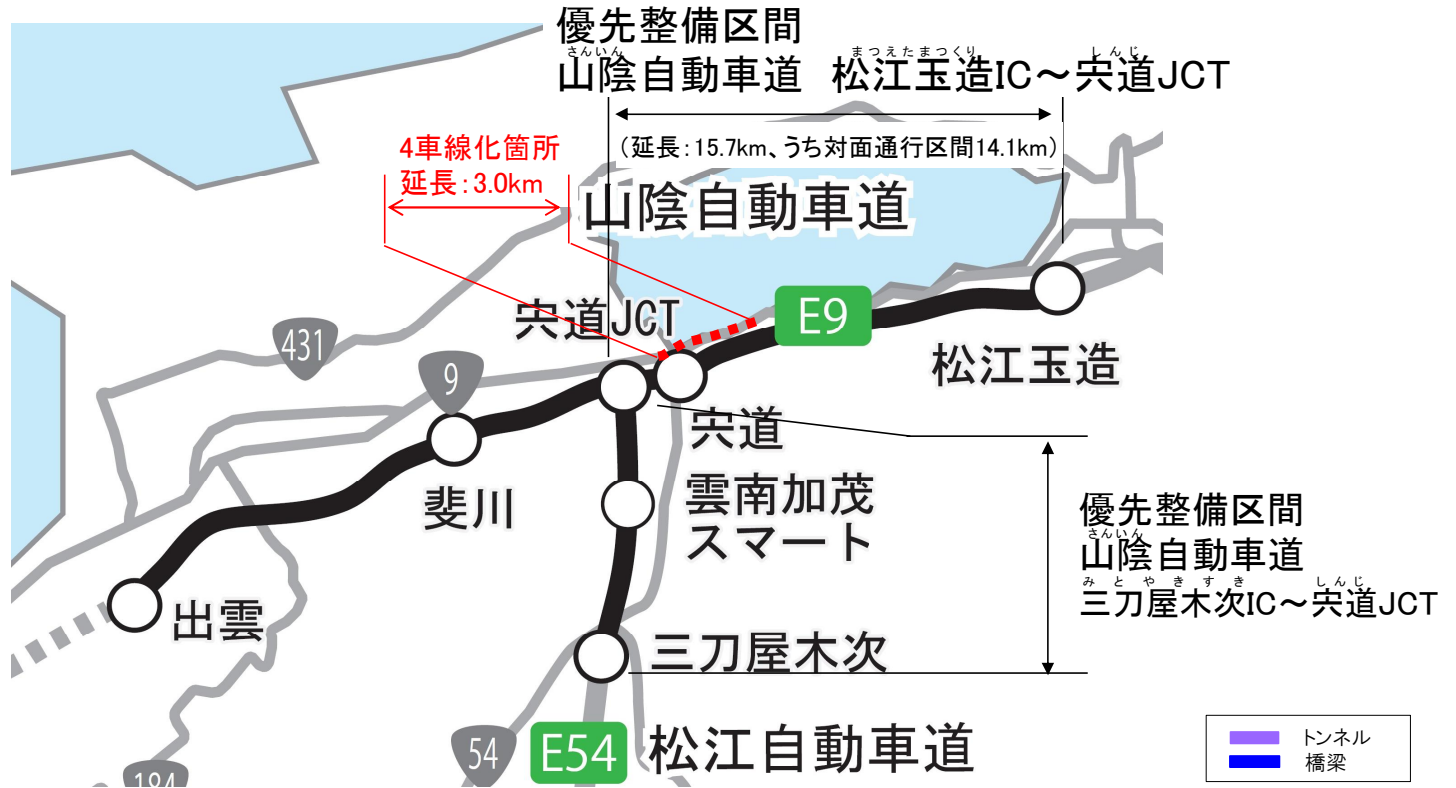 優先整備区間
さんいん まつえたまつくり しんじ
山陰自動車道 松江玉造IC～宍道JCT
（延長：15.7km、うち対面通行区間14.1km）
4車線化箇所
延長：3.0km
山陰自動車道
宍道JCT
E9
431
9
松江玉造
宍道
斐川
雲南加茂
スマート
出雲
三刀屋木次
優先整備区間
さんいん
山陰自動車道
みとやきすき しんじ
三刀屋木次IC～宍道JCT
54
E54
松江自動車道
184
トンネル
橋梁